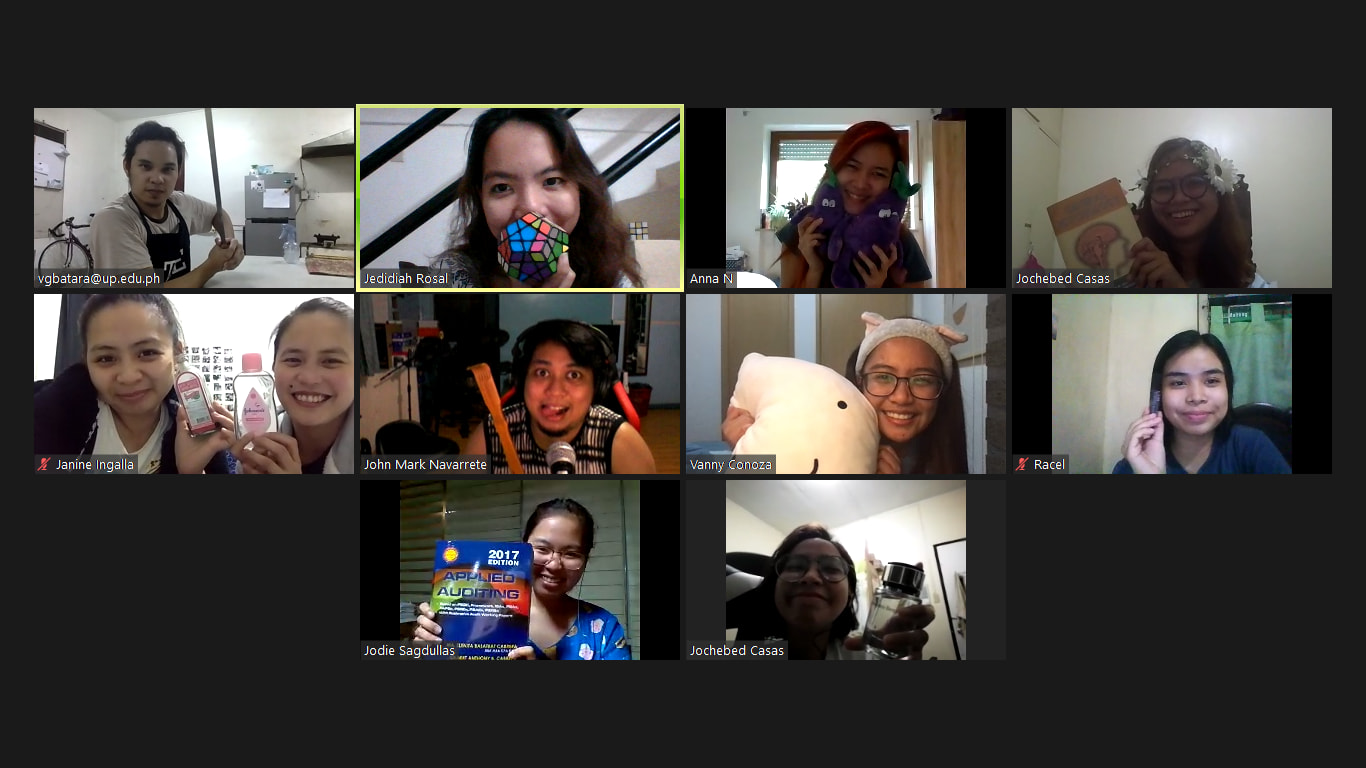 vgbatara@up.edu.ph
Jedidiah Rosal
Anna N
Jochebed Casas
Janine Ingalla
John Mark Navarrete
Vanny Conoza
Racel
2017
EDITION
APPLIED
AUDITING
Jodie Sagdullas
Jochebed Casas